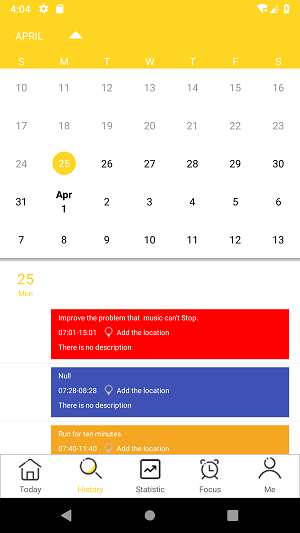 4:04
APRIL
S M T W T F S
10 11 12 13 14 15 16
17 18 19 20 21 22 23
24 25 26 27 28 29 30
31 Apr 1 2 3 4 5 6
7 8 9 10 11 12 13
25
Mon
Improve the problem that music can't Stop.
07:01-15:01 Add the location
There is no description
Null
07:28-08:28 Add the location
There is no description
Run for ten minutes.
07:40-11:40 Add the location
Today History Statistic Focus Me